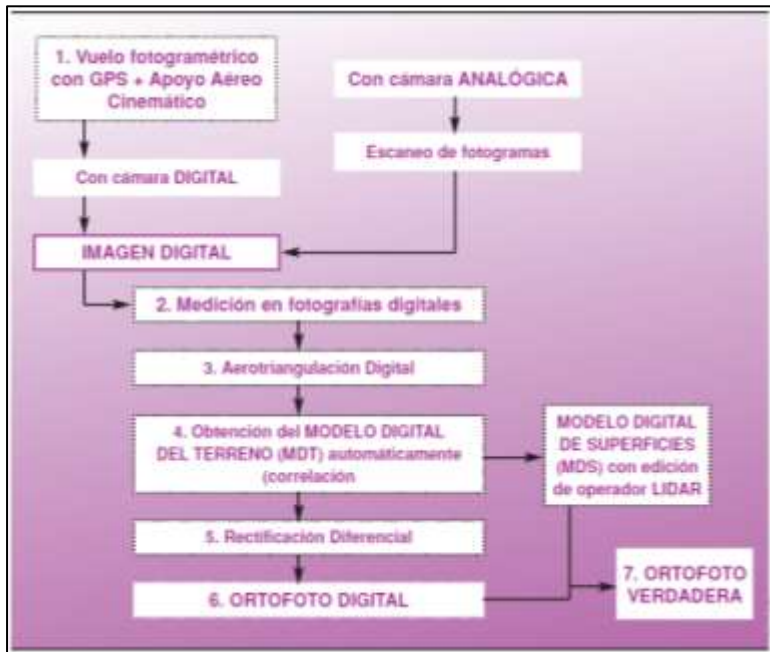 1. Vuelo fotogramétrico
con GPS + Apoyo Aéreo
Cinemático
Con cámara ANALÓGICA
Escaneo de fotogramas
Con cámara DIGITAL
IMAGEN DIGITAL
2. Medición en fotografías digitales
3. Aerotriangulación Digital
4. Obtención del MODELO DIGITAL
DEL TERRENO (MDT) automáticamente
(correlación
MODELO DIGITAL
DE SUPERFICIES
(MDS) con edición
de operador LIDAR
5. Rectificación Diferencial
6. ORTOFOTO DIGITAL
7. ORTOFOTO
VERDADERA